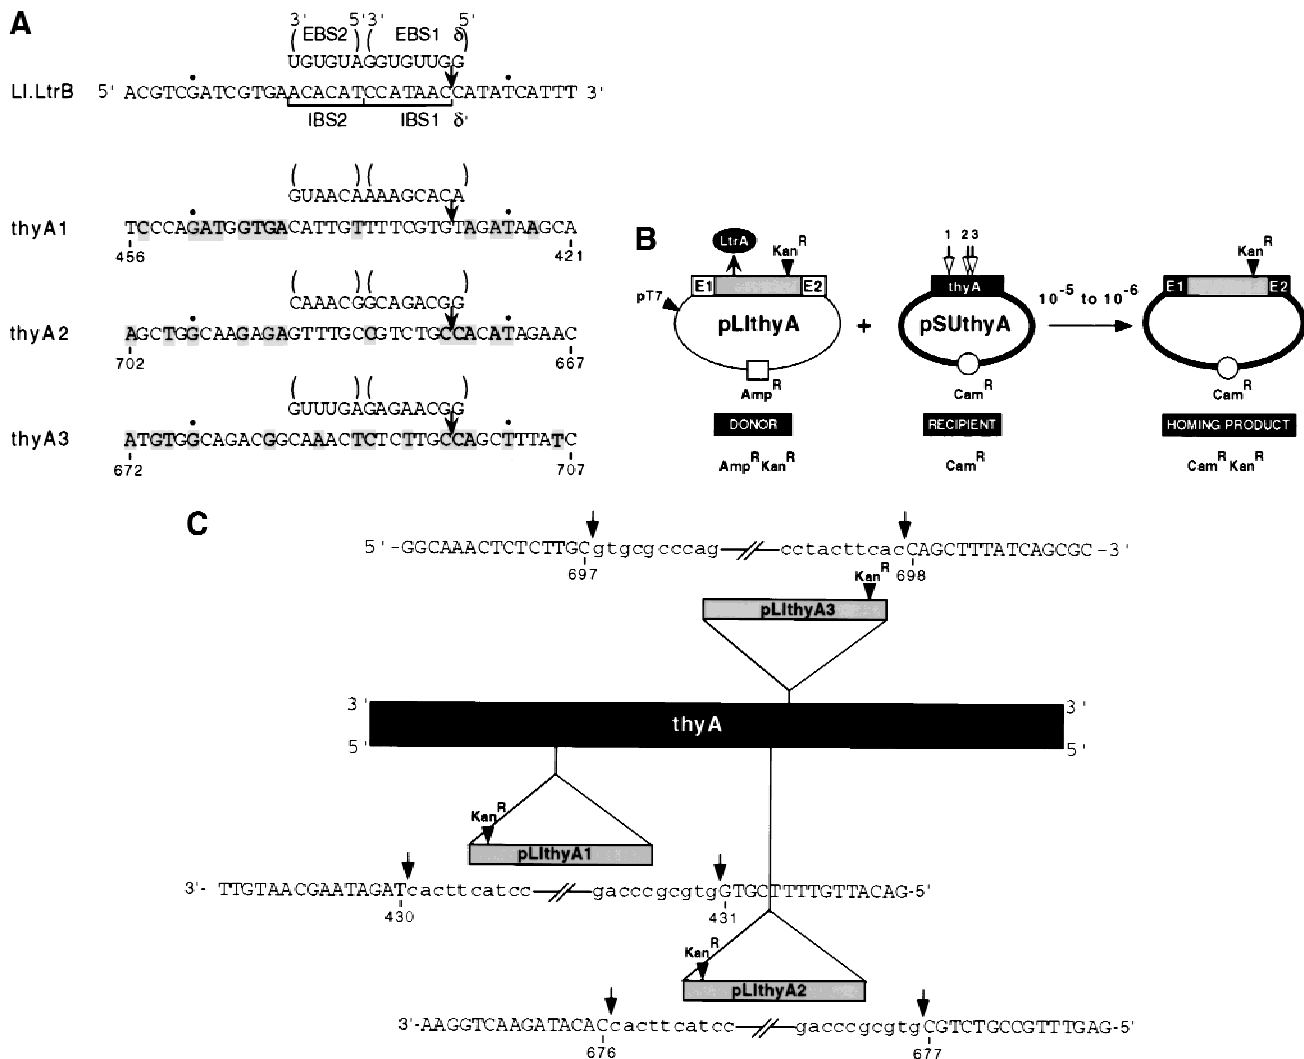 A
3' 5' 3' 5'
( EBS2 ) ( EBS1 δ )
UGUGUAGGUGUUGG
Ll.LtrB 5' ACGTCGATCGTGAACACATCCATAACCATATCATTT 3'
IBS2 IBS1 δ'
( ) ( )
GUAACAAAAGCACA
thyA1 TCCCAGATGGTGACATTGTTTTCGTGTAGATAAGCA
456 421
( ) ( )
CAAACGGCAGACGG
thyA2 AGCTGGCAAGAGAGTTTGCCGTCTGCCACATAGAAC
702 667
( ) ( )
GUUUGAGAGAACGG
thyA3 ATGTGGCAGACGGCAAACTCTCTTGCCAGCTTTATC
672 707
B
LtrA KanR
E1 E2
pT7
pLIthyA
AmpR
DONOR
AmpRKanR
+
1 2 3
thyA
pSUthyA
CamR
RECIPIENT
CamR
10-5 to 10-6
KanR
E1 E2
CamR
HOMING PRODUCT
CamRKanR
C
5'-GGCAAACTCTCTTGCgtgcgcccag cctacttcacCAGCTTTATCAGCGC-3'
697 698
KanR
pLIthyA3
3' 3'
thyA
5' 5'
KanR
pLIthyA1
3'- TTGTAACGAATAGATcacttcatcc gacccgcgtgGTGCTTTTGTTACAG-5'
430 431
KanR
pLIthyA2
3'-AAGGTCAAGATACACcacttcatcc gacccgcgtgCGTCTGCCGTTTGAG-5'
676 677